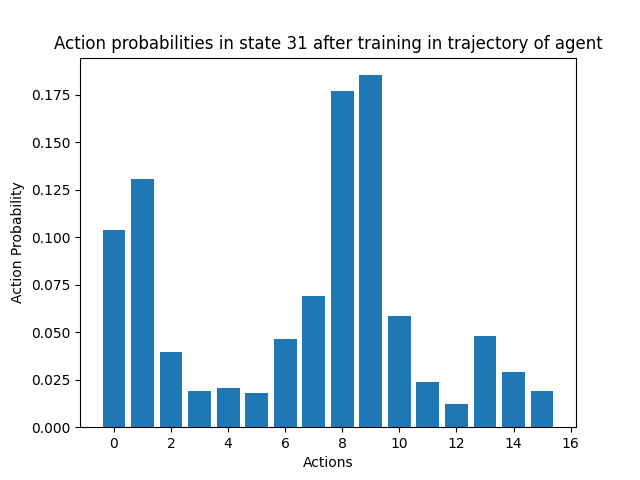 Action probabilities in state 31 after training in trajectory of agent
Action Probability
0.175
0.150
0.125
0.100
0.075
0.050
0.025
0.000
0 2 4 6 8 10 12 14 16
Actions